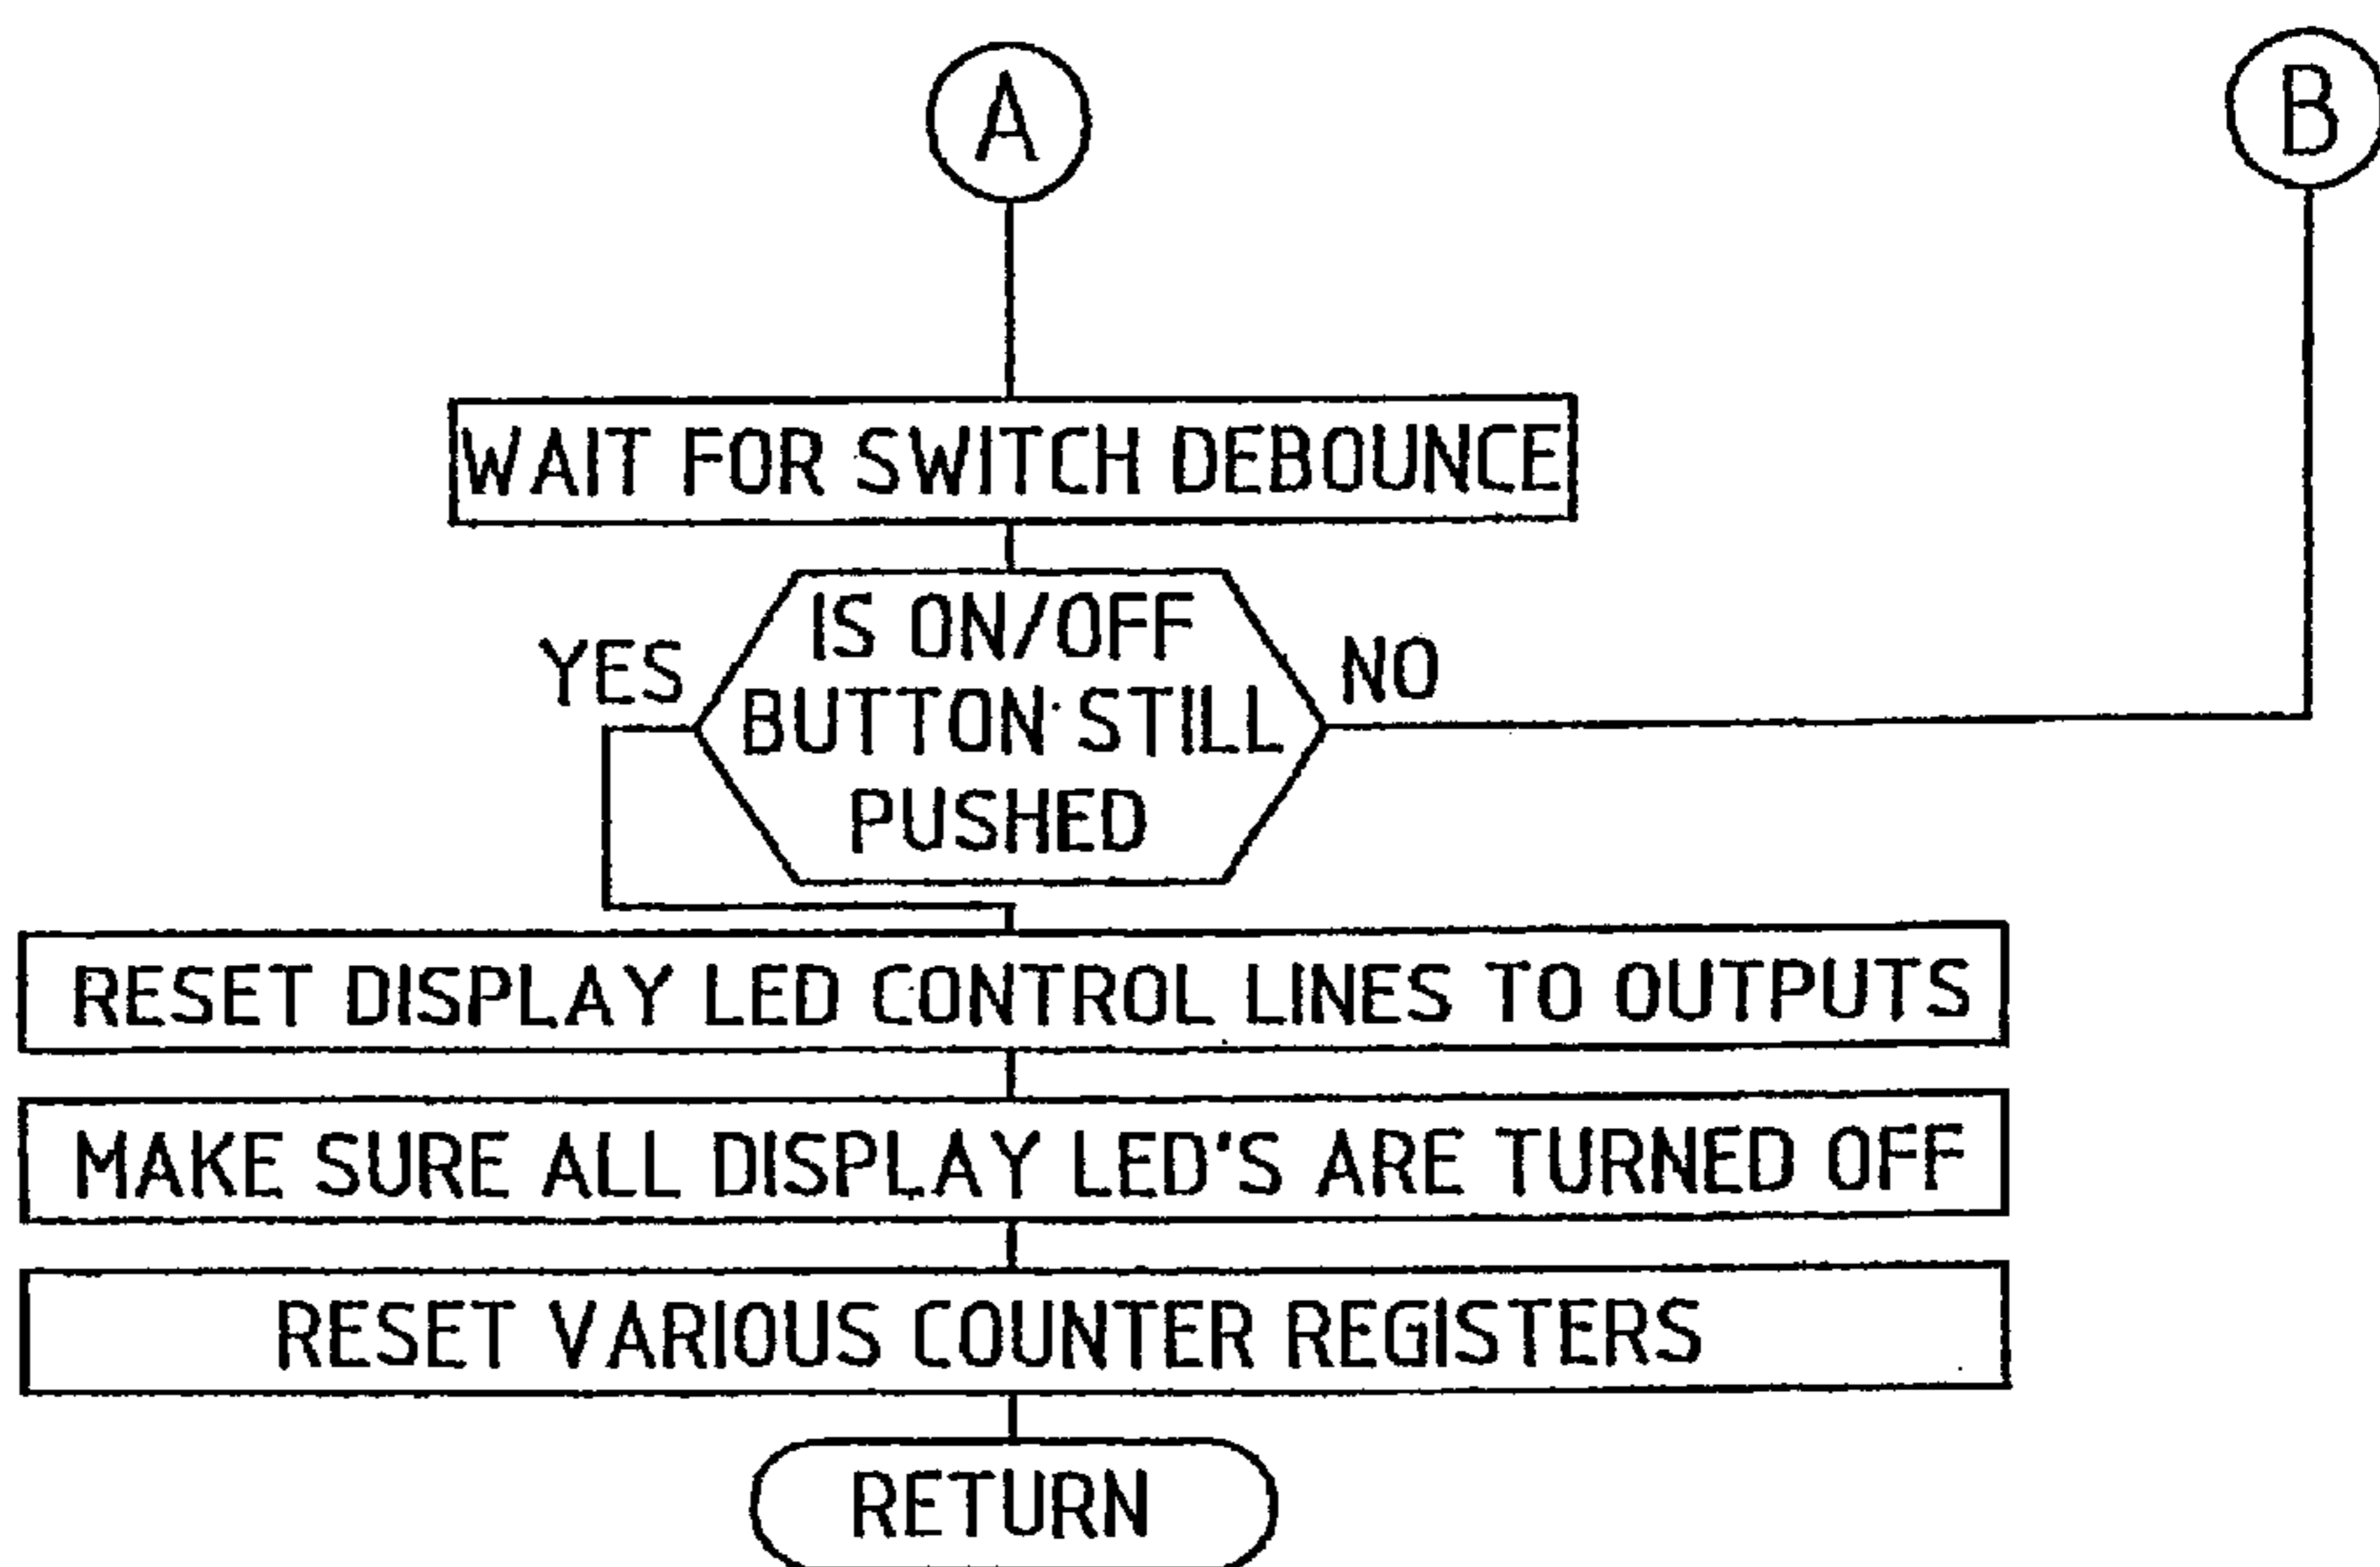 A
B
WAIT FOR SWITCH DEBOUNCE
IS ON/OFF
YES
NO
BUTTON STILL
PUSHED
RESET DISPLAY LED CONTROL LINES TO OUTPUTS
MAKE SURE ALL DISPLAY LED'S ARE TURNED OFF
RESET VARIOUS COUNTER REGISTERS
RETURN